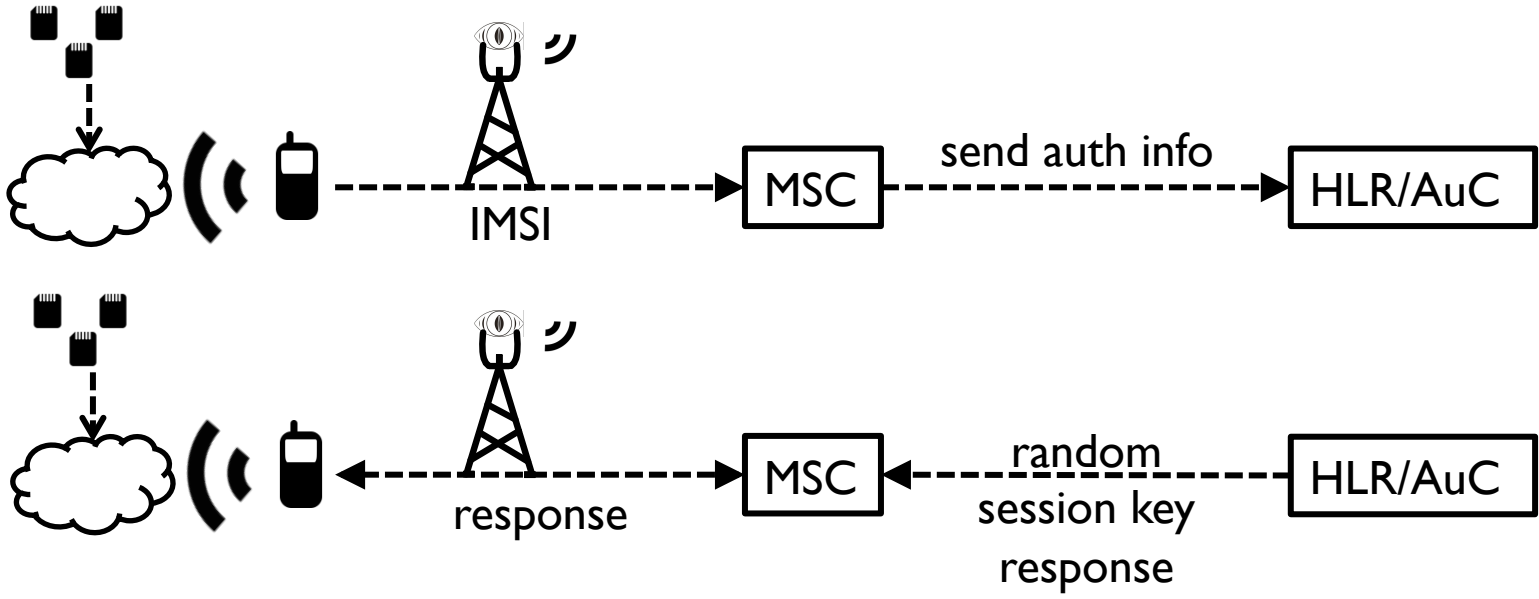 send auth info
MSC
HLR/AuC
IMSI
random
MSC
HLR/AuC
response
session key
response